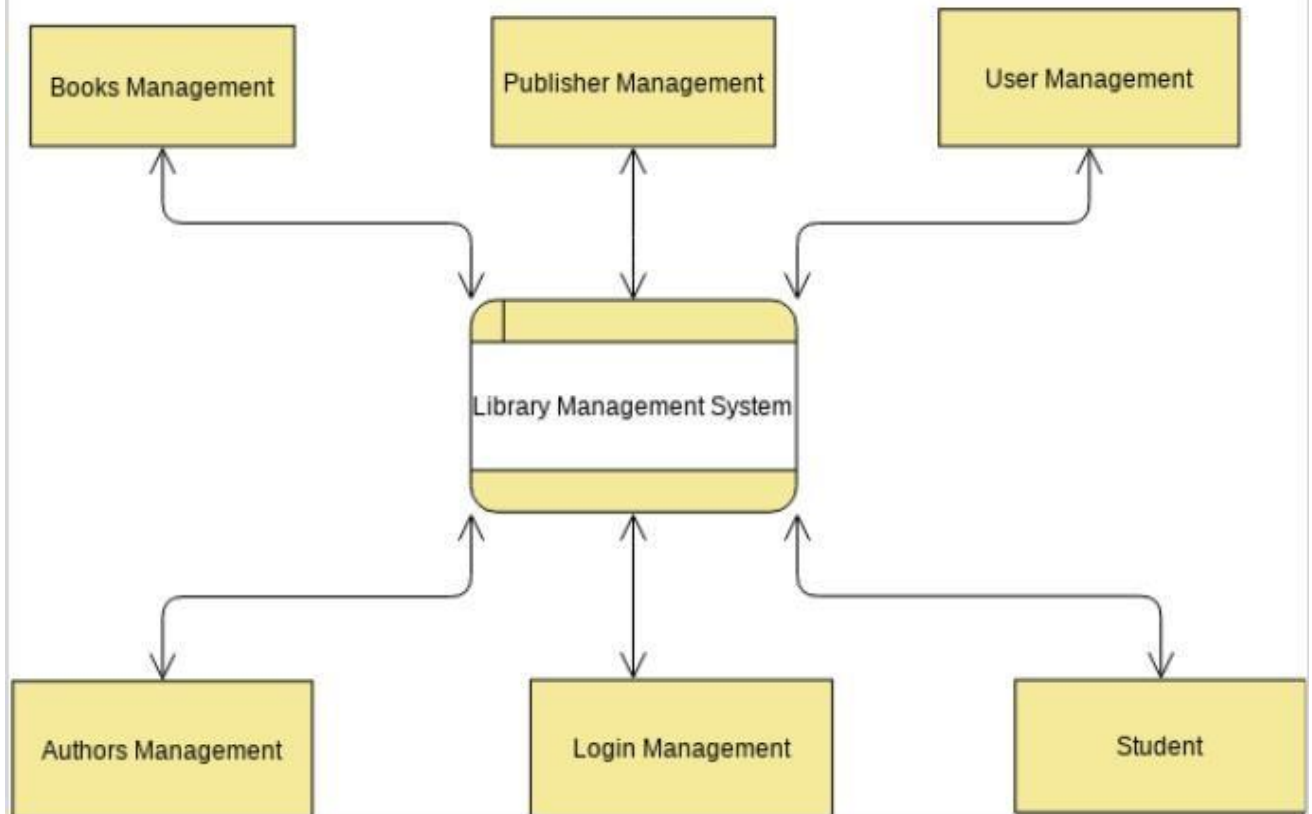 Books Management
Publisher Management
User Management
Library Management System
Authors Management
Login Management
Student